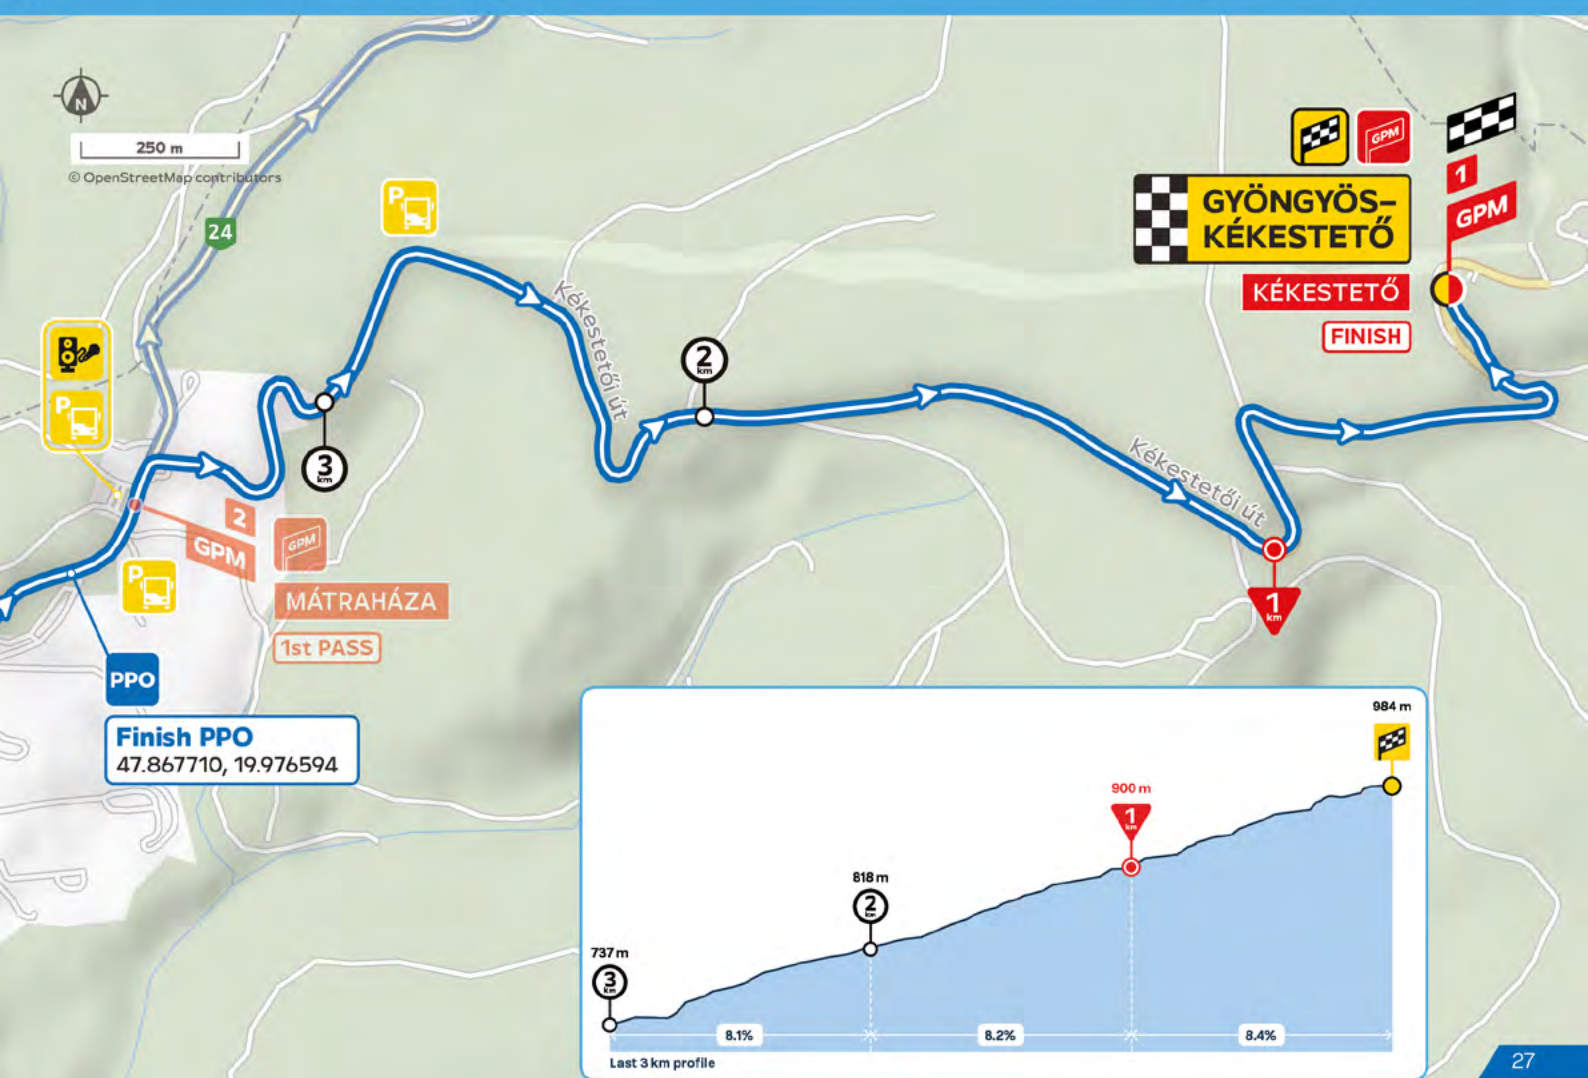 N
250 m
© OpenStreetMap contributors
24
P
P
P
Kékestetői út
2
km
3
km
2
GPM
GPM
MÁTRAHÁZA
1st PASS
PPO
Finish PPO
47.867710, 19.976594
GPM
GYÖNGYÖS–
KÉKESTETŐ
1
GPM
KÉKESTETŐ
FINISH
Kékestetői út
1
km
984 m
900 m
1
km
818 m
2
km
737 m
3
km
8.1%
8.2%
8.4%
Last 3 km profile
27